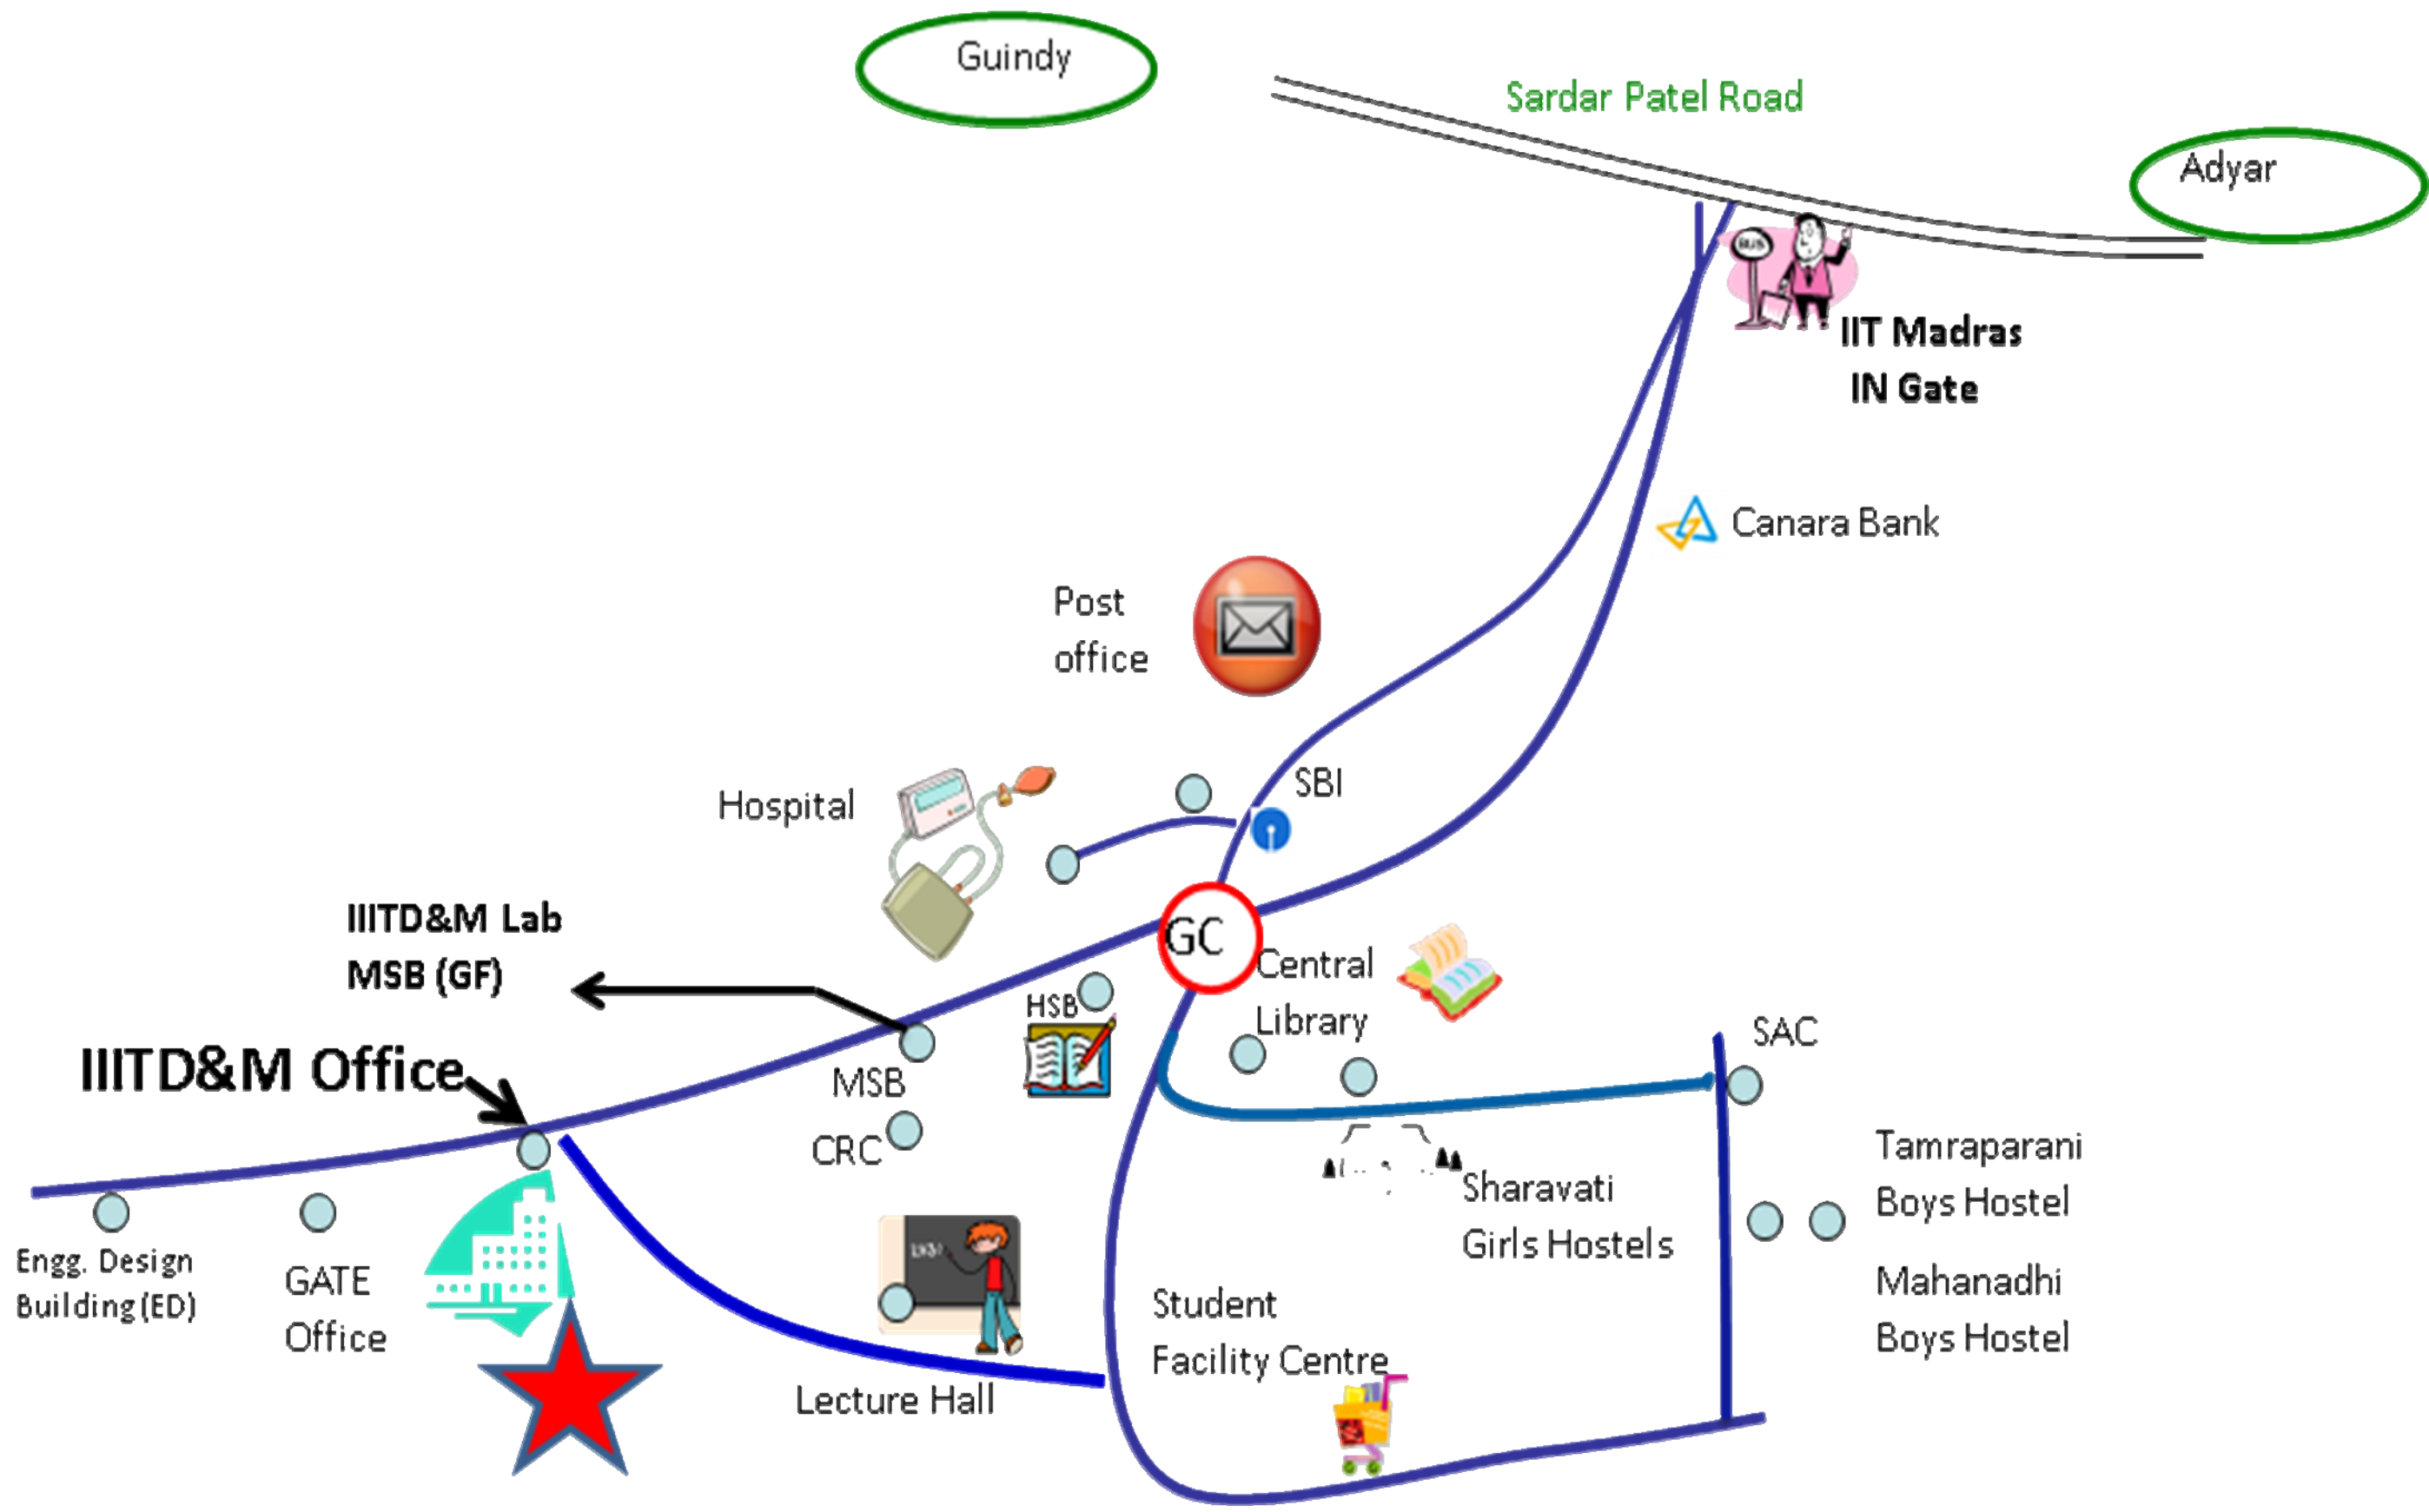 Guindy
Sardar Patel Road
Adyar
BUS
IIT Madras
IN Gate
Canara Bank
Post
office
SBI
Hospital
IIITD&M Lab
MSB (GF)
GC
Central
Library
HSB
SAC
IIITD&M Office
MSB
CRC
Tamraparani
Boys Hostel
Sharavati
Girls Hostels
Engg. Design
Building(ED)
GATE
Office
Mahanadhi
Boys Hostel
Student
Facility Centre
Lecture Hall